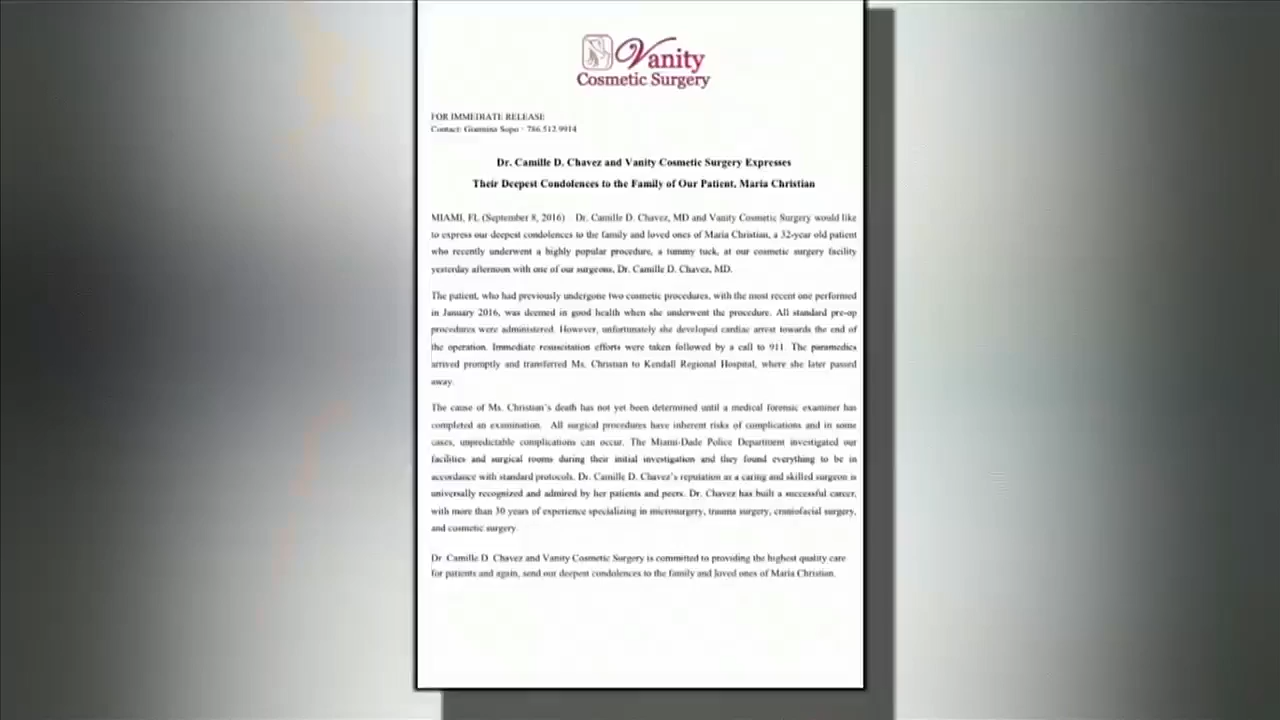 Vanity
Cosmetic Surgery
FOR IMMEDIATE RELEASE
Contact: Giannina Sopo - 786.512.9914
Dr. Camille D. Chavez and Vanity Cosmetic Surgery Expresses
Their Deepest Condolences to the Family of Our Patient, Maria Christian
MIAMI, FL (September 8, 2016) Dr. Camille D. Chavez, MD and Vanity Cosmetic Surgery would like
to express our deepest condolences to the family and loved ones of Maria Christian, a 32-year old patient
who recently underwent a highly popular procedure, a tummy tuck, at our cosmetic surgery facility
yesterday afternoon with one of our surgeons, Dr. Camille D. Chavez, MD.
The patient, who had previously undergone two cosmetic procedures, with the most recent one performed
in January 2016, was deemed in good health when she underwent the procedure. All standard pre-op
procedures were administered. However, unfortunately she developed cardiac arrest towards the end of
the operation. Immediate resuscitation efforts were taken followed by a call to 911. The paramedics
arrived promptly and transferred Ms. Christian to Kendall Regional Hospital, where she later passed
away.
The cause of Ms. Christian's death has not yet been determined until a medical forensic examiner has
completed an examination. All surgical procedures have inherent risks of complications and in some
cases, unpredictable complications can occur. The Miami-Dade Police Department investigated our
facilities and surgical rooms during their initial investigation and they found everything to be in
accordance with standard protocols. Dr. Camille D. Chavez's reputation as a caring and skilled surgeon is
universally recognized and admired by her patients and peers. Dr. Chavez has built a successful career,
with more than 30 years of experience specializing in microsurgery, trauma surgery, craniofacial surgery,
and cosmetic surgery.
Dr. Camille D. Chavez and Vanity Cosmetic Surgery is committed to providing the highest quality care
for patients and again, send our deepest condolences to the family and loved ones of Maria Christian.